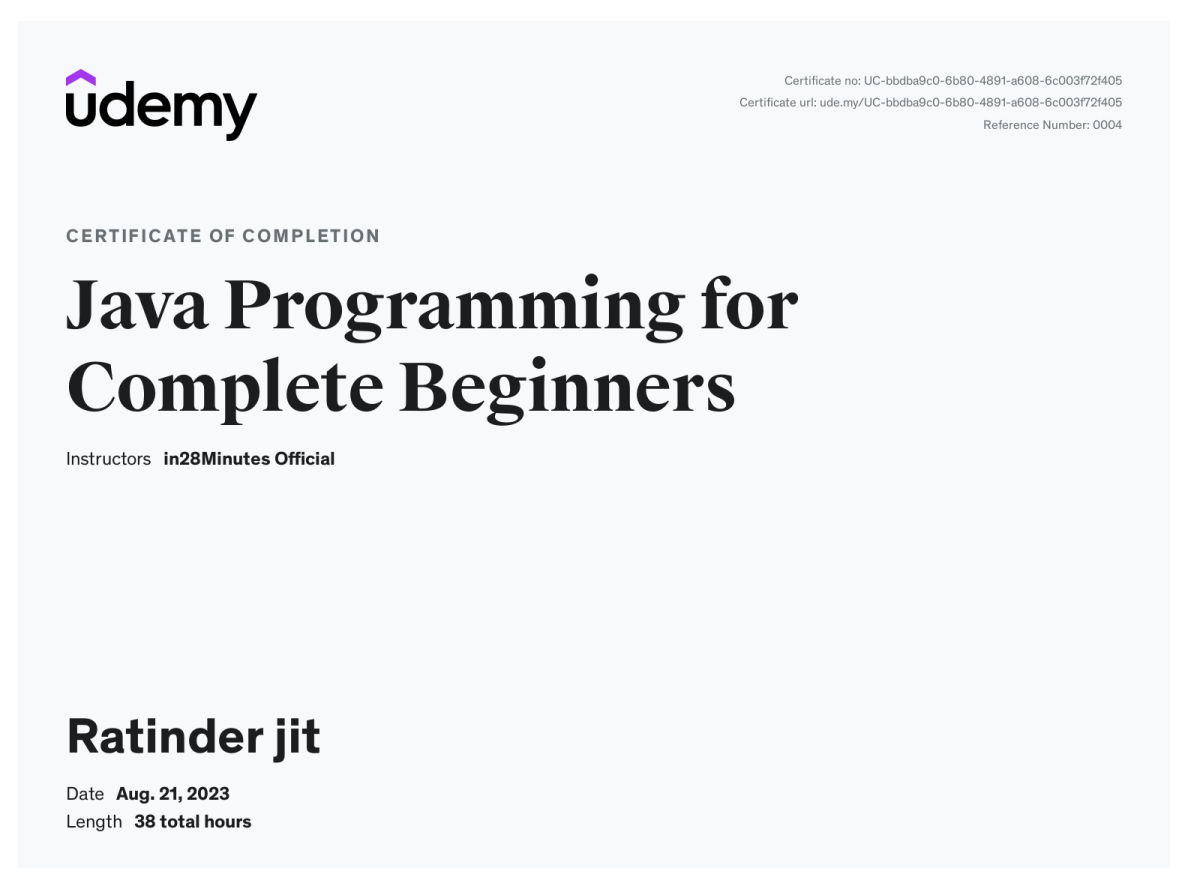 udemy
Certificate no: UC-bbdba9c0-6b80-4891-a608-6c003f72f405
Certificate url: ude.my/UC-bbdba9c0-6b80-4891-a608-6c003f72f405
Reference Number: 0004
CERTIFICATE OF COMPLETION
Java Programming for
Complete Beginners
Instructors in28Minutes Official
Ratinder jit
Date Aug. 21, 2023
Length 38 total hours